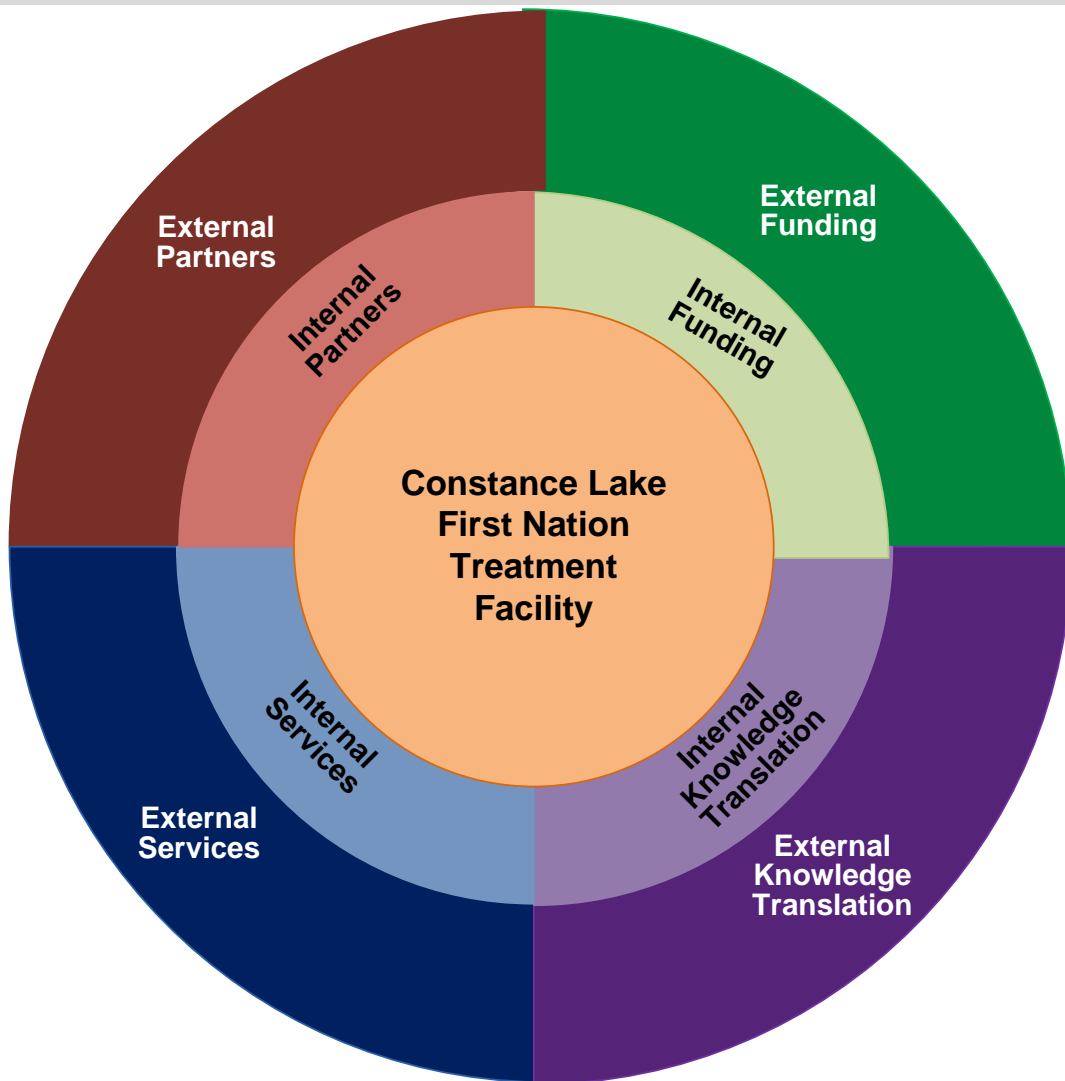 External
Partners
External
Funding
Internal
Partners
Internal
Funding
Constance Lake
First Nation
Treatment
Facility
Internal
Services
Internal
Knowledge
Translation
External
Services
External
Knowledge
Translation